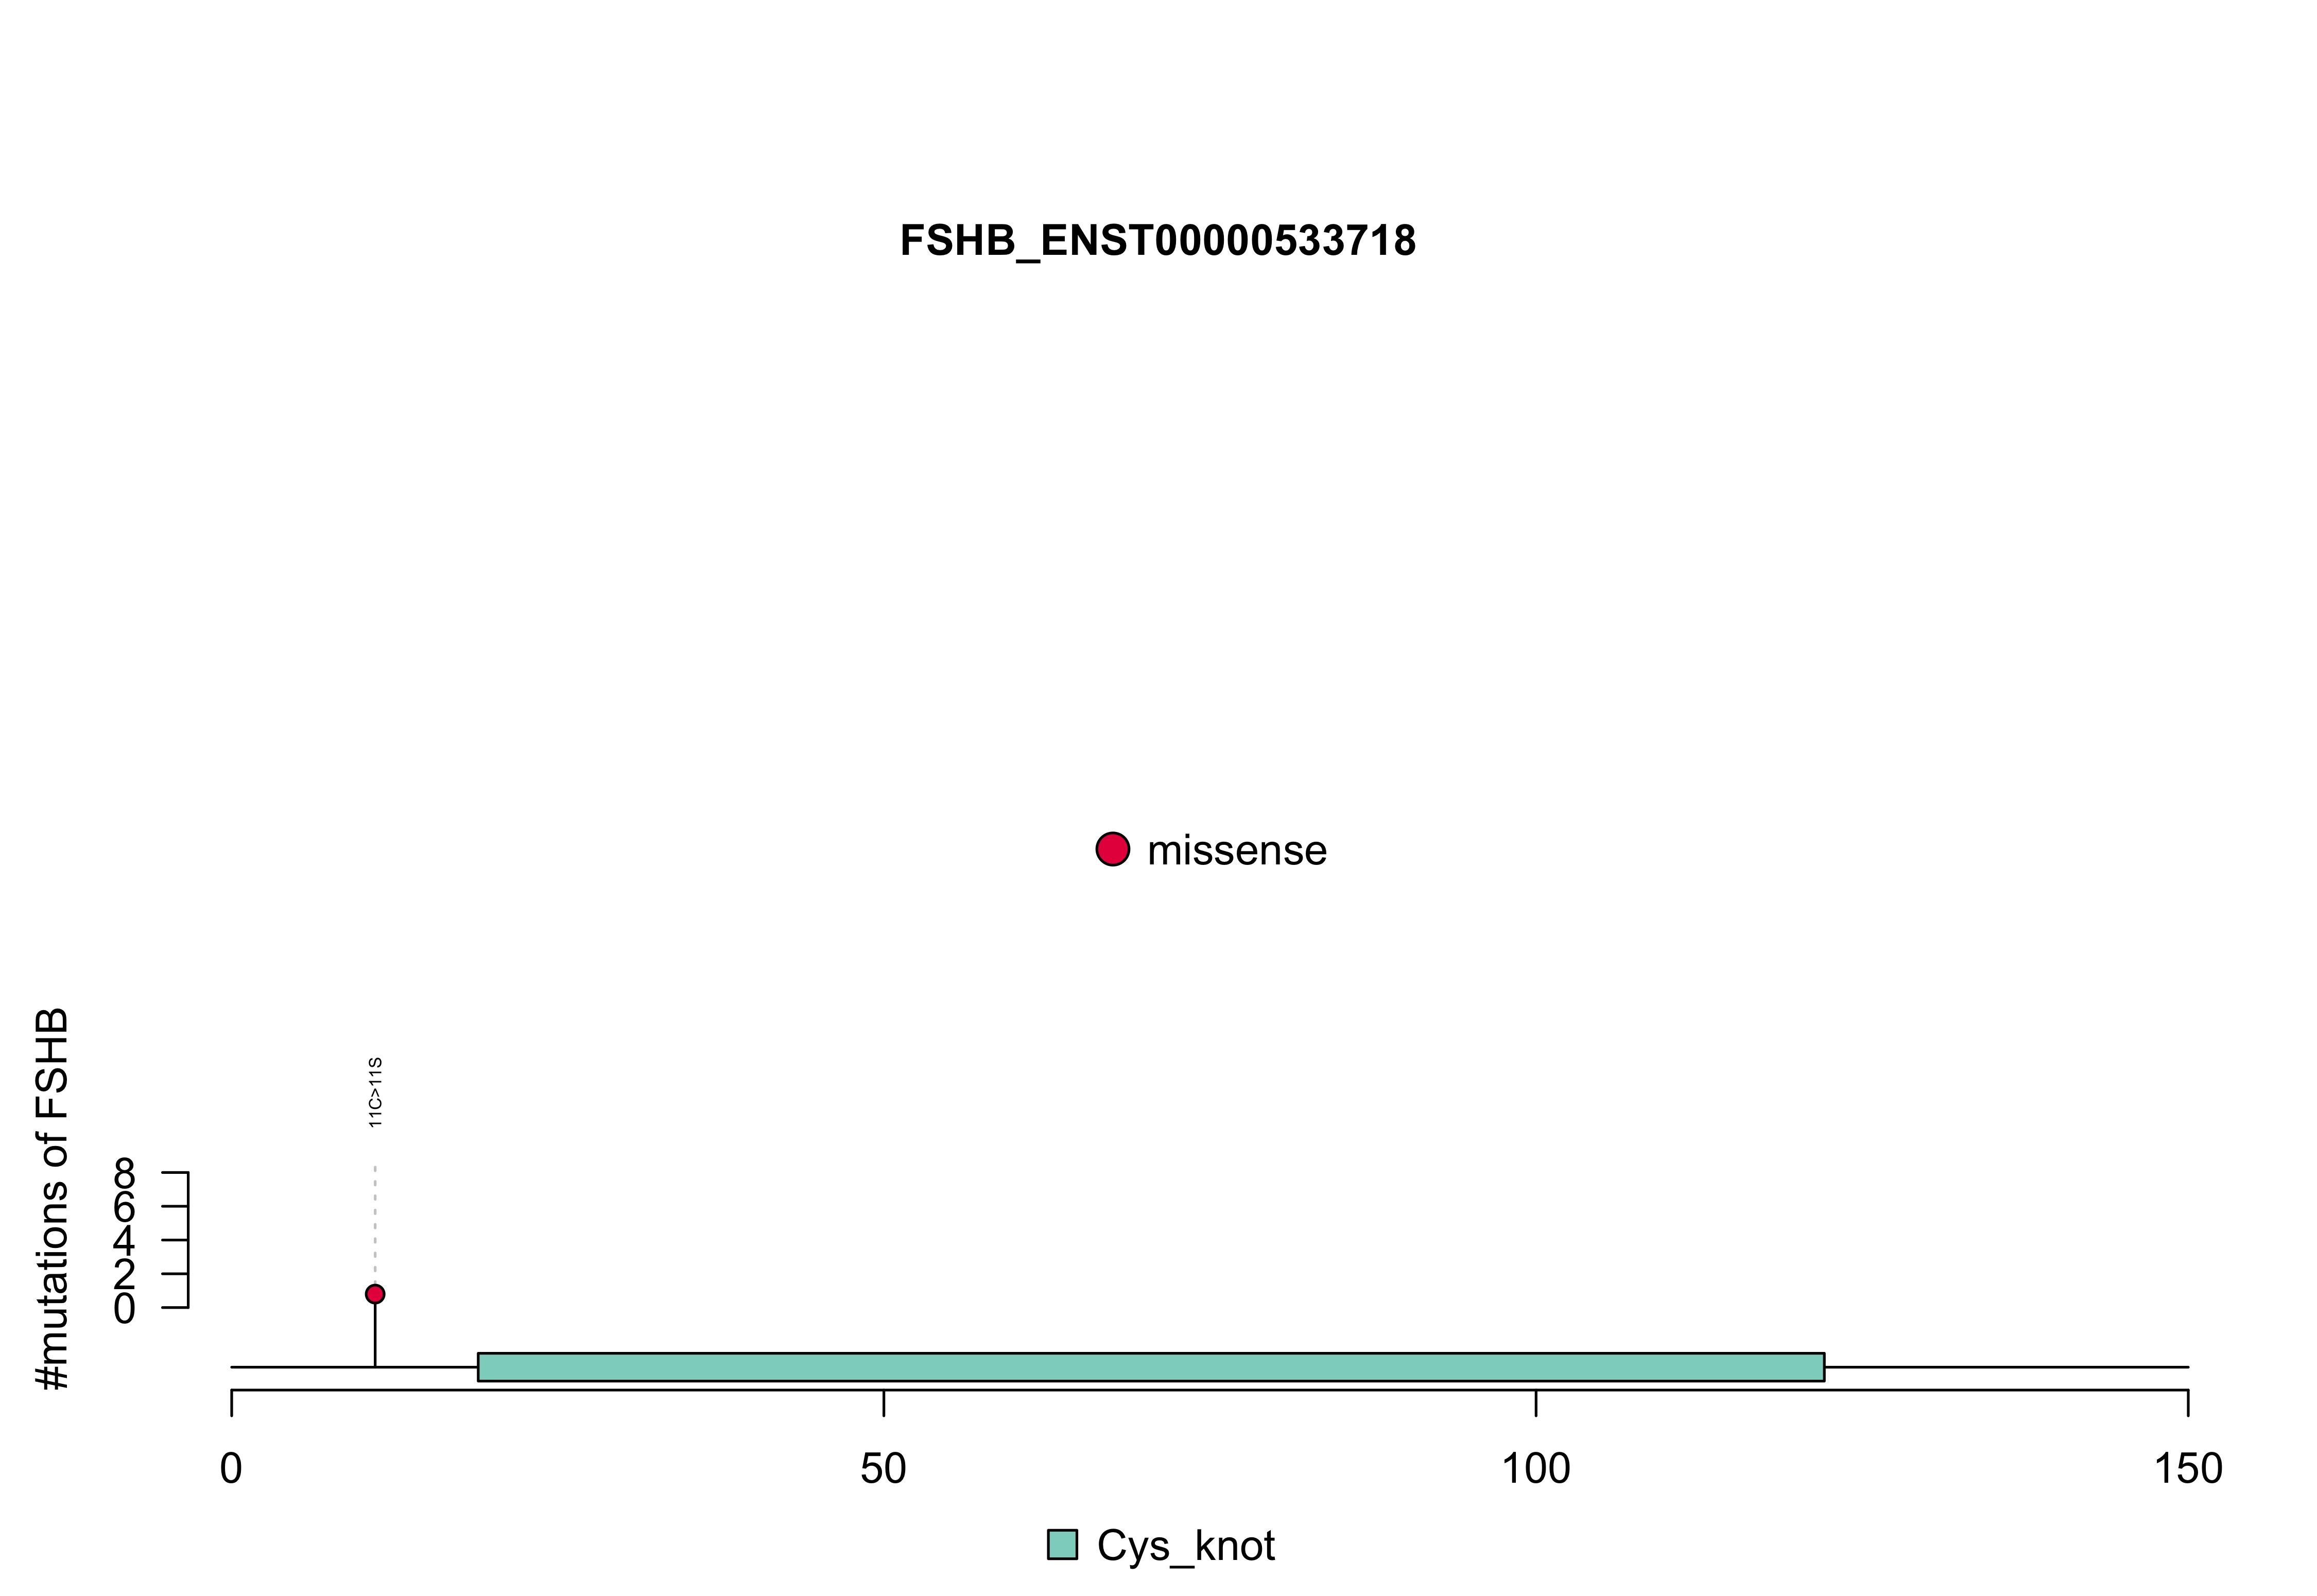 FSHB_ENST00000533718
missense
#mutations of FSHB
11C>11S
8
6
4
2
0
0 50 100 150
Cys_knot